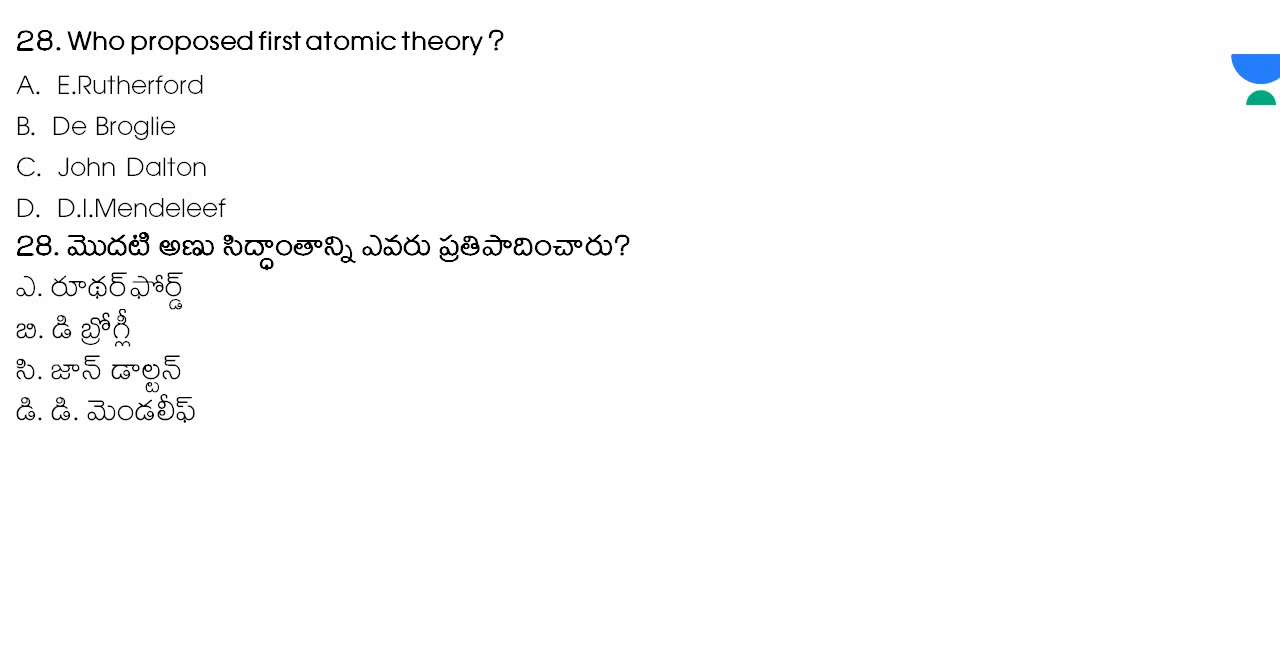 28. Who proposed first atomic theory ?
A. E.Rutherford
B. De Broglie
C. John Dalton
D. D.I.Mendeleef
28. మొదటి అణు సిద్ధాంతాన్ని ఎవరు ప్రతిపాదించారు?
ఎ. రూథర్‌ఫోర్డ్
బి. డి బ్రోగ్లీ
సి. జాన్ డాల్టన్
డి. డి. మెండలీఫ్